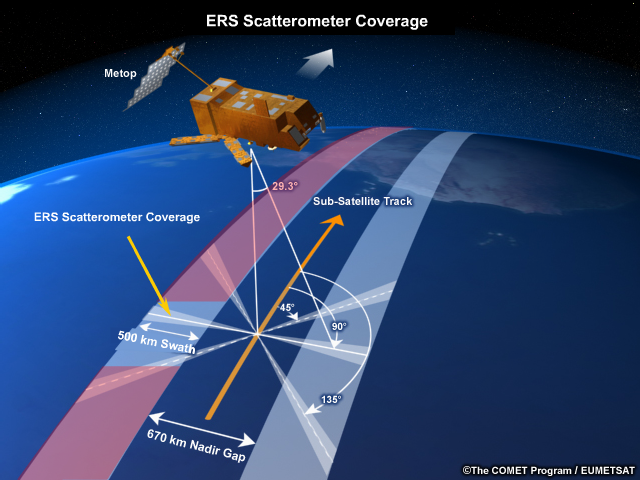 ERS Scatterometer Coverage
Metop
29.3°
Sub-Satellite Track
ERS Scatterometer Coverage
45°
90°
500 km Swath
135°
670 km Nadir Gap
©The COMET Program / EUMETSAT